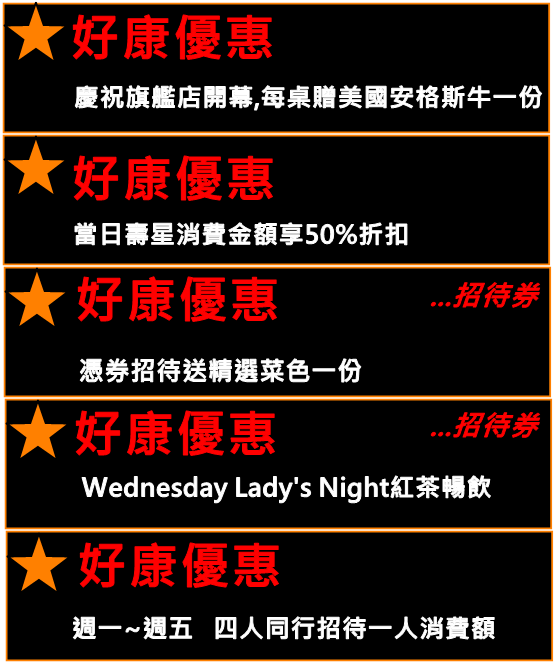 好康優惠
慶祝旗艦店開幕,每桌贈美國安格斯牛一份
好康優惠
當日壽星消費金額享50%折扣
好康優惠
...招待券
憑券招待送精選菜色一份
好康優惠
...招待券
Wednesday Lady's Night紅茶暢飲
好康優惠
週一~週五 四人同行招待一人消費額